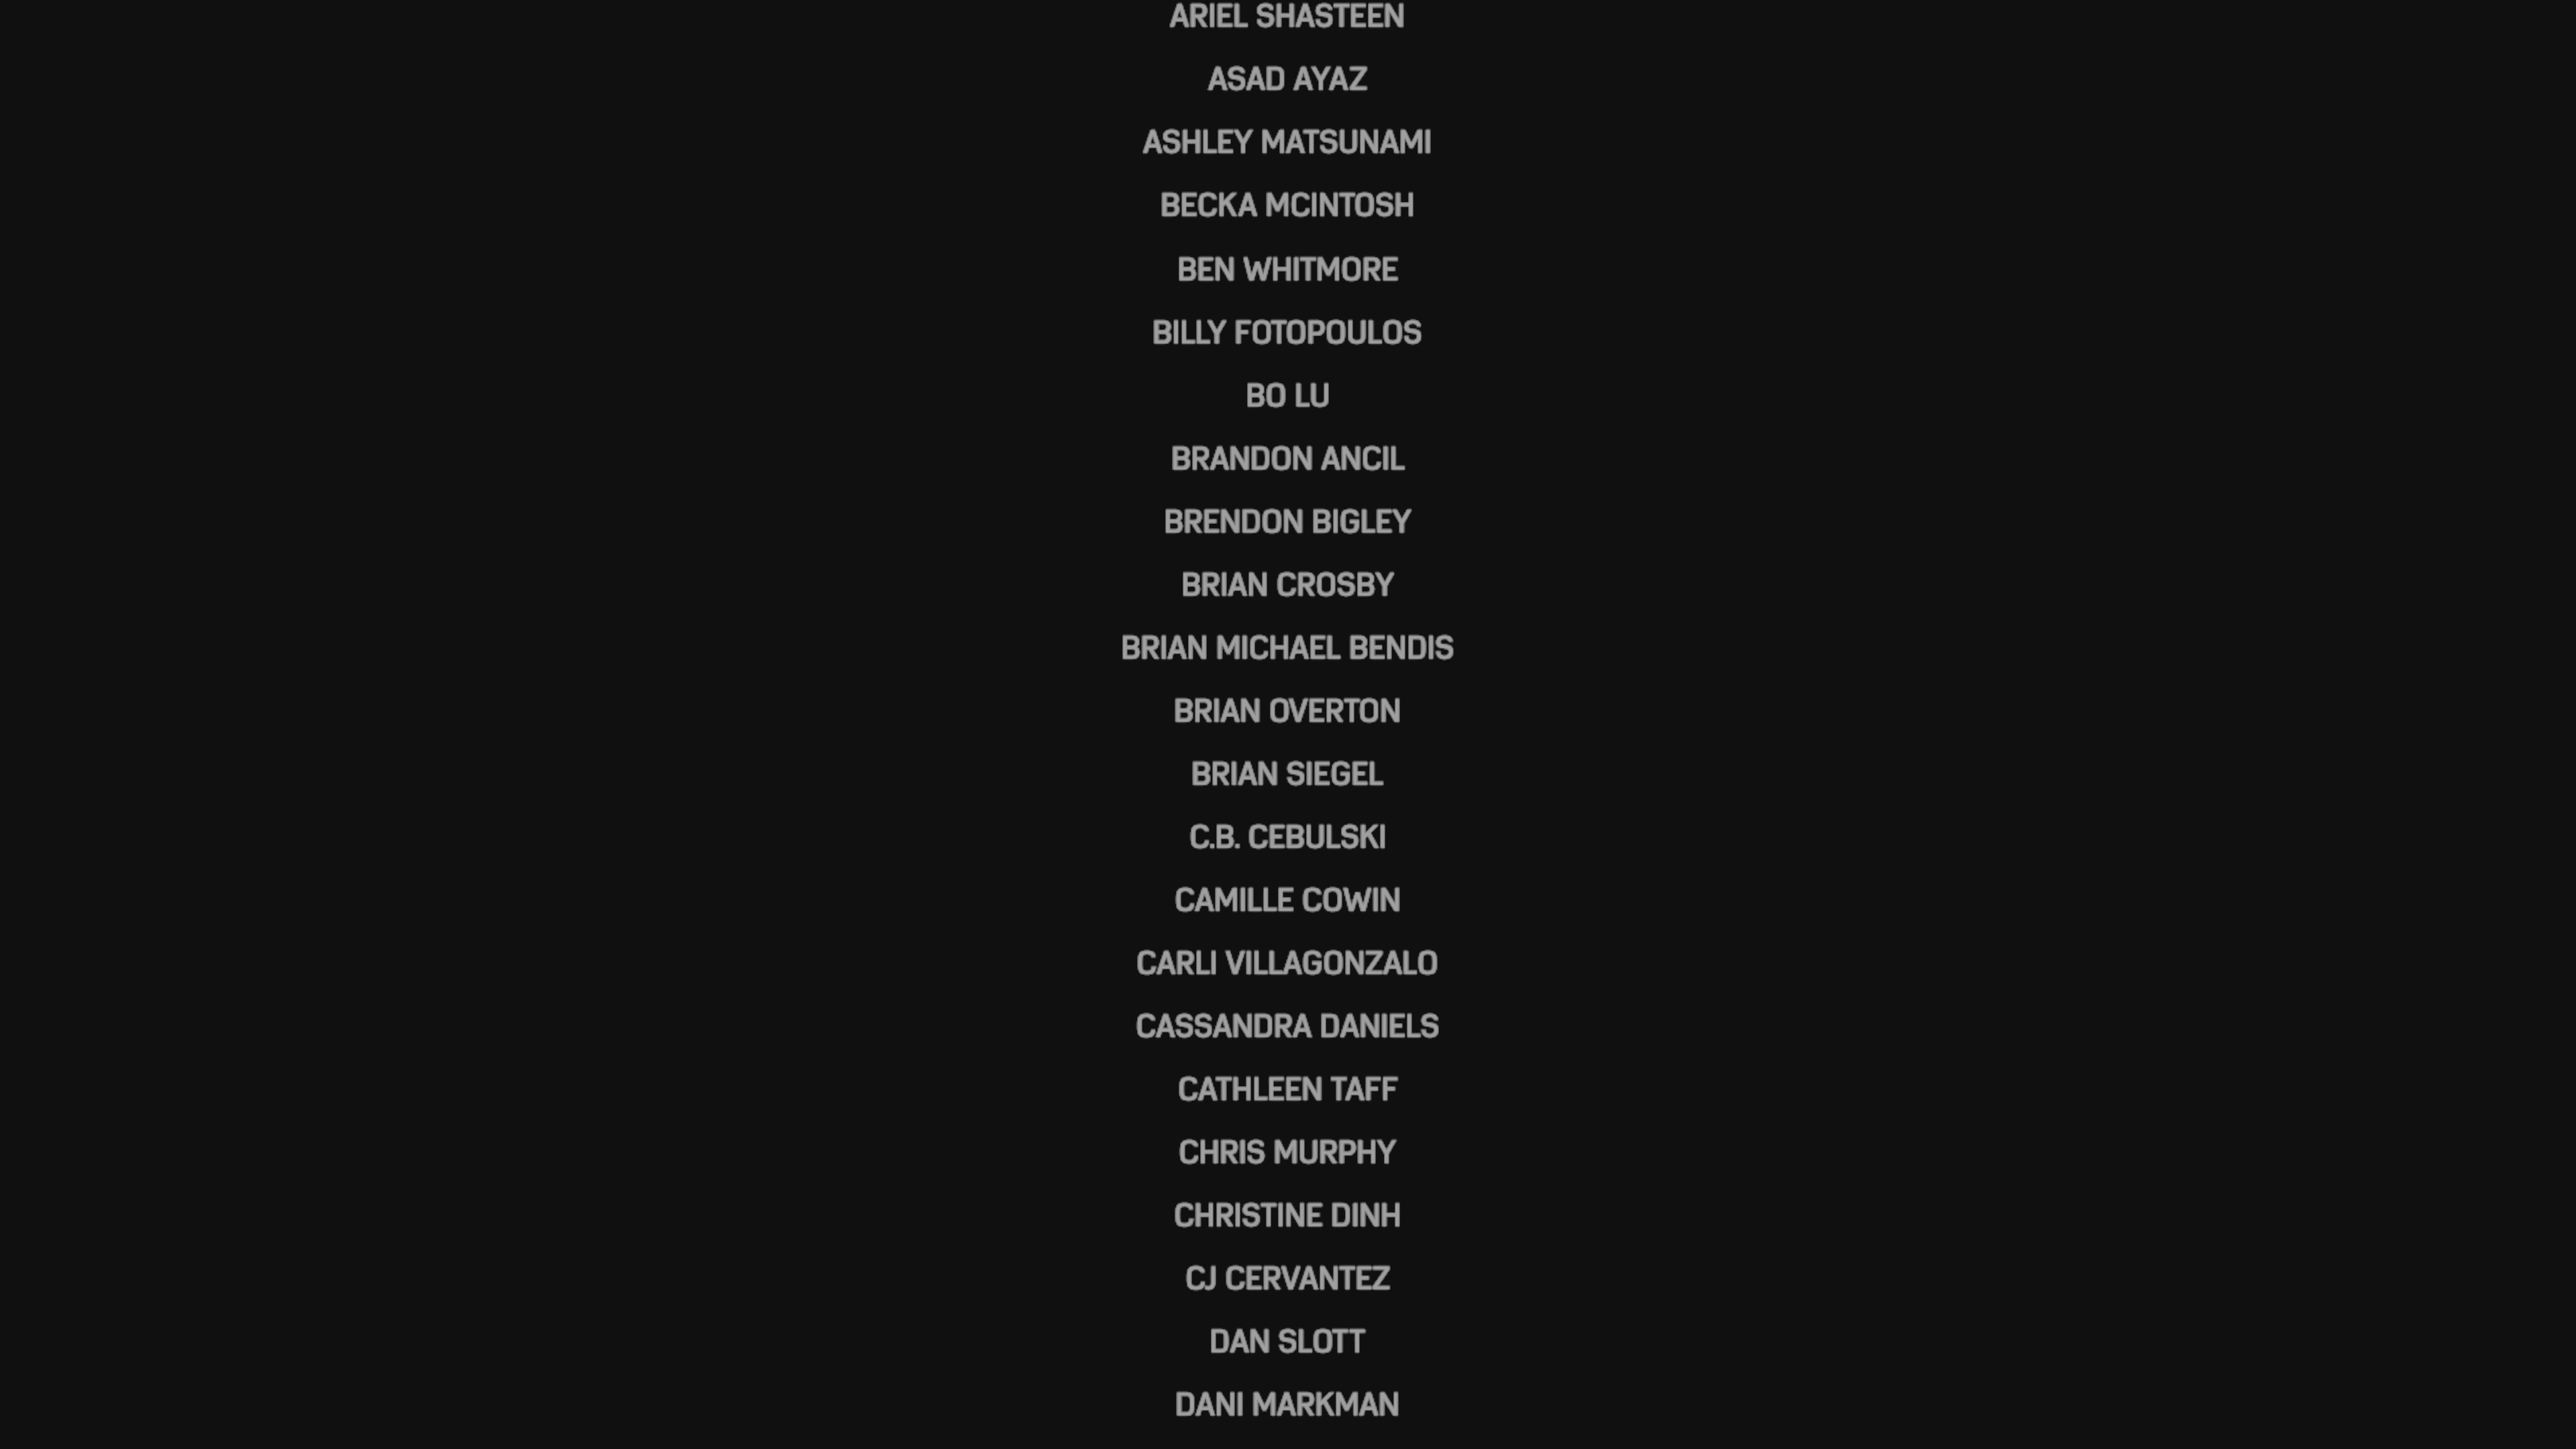 ARIEL SHASTEEN
ASAD AYAZ
ASHLEY MATSUNAMI
BECKA MCINTOSH
BEN WHITMORE
BILLY FOTOPOULOS
BO LU
BRANDON ANCIL
BRENDON BIGLEY
BRIAN CROSBY
BRIAN MICHAEL BENDIS
BRIAN OVERTON
BRIAN SIEGEL
C.B. CEBULSKI
CAMILLE COWIN
CARLI VILLAGONZALO
CASSANDRA DANIELS
CATHLEEN TAFF
CHRIS MURPHY
CHRISTINE DINH
CJ CERVANTEZ
DAN SLOTT
DANI MARKMAN